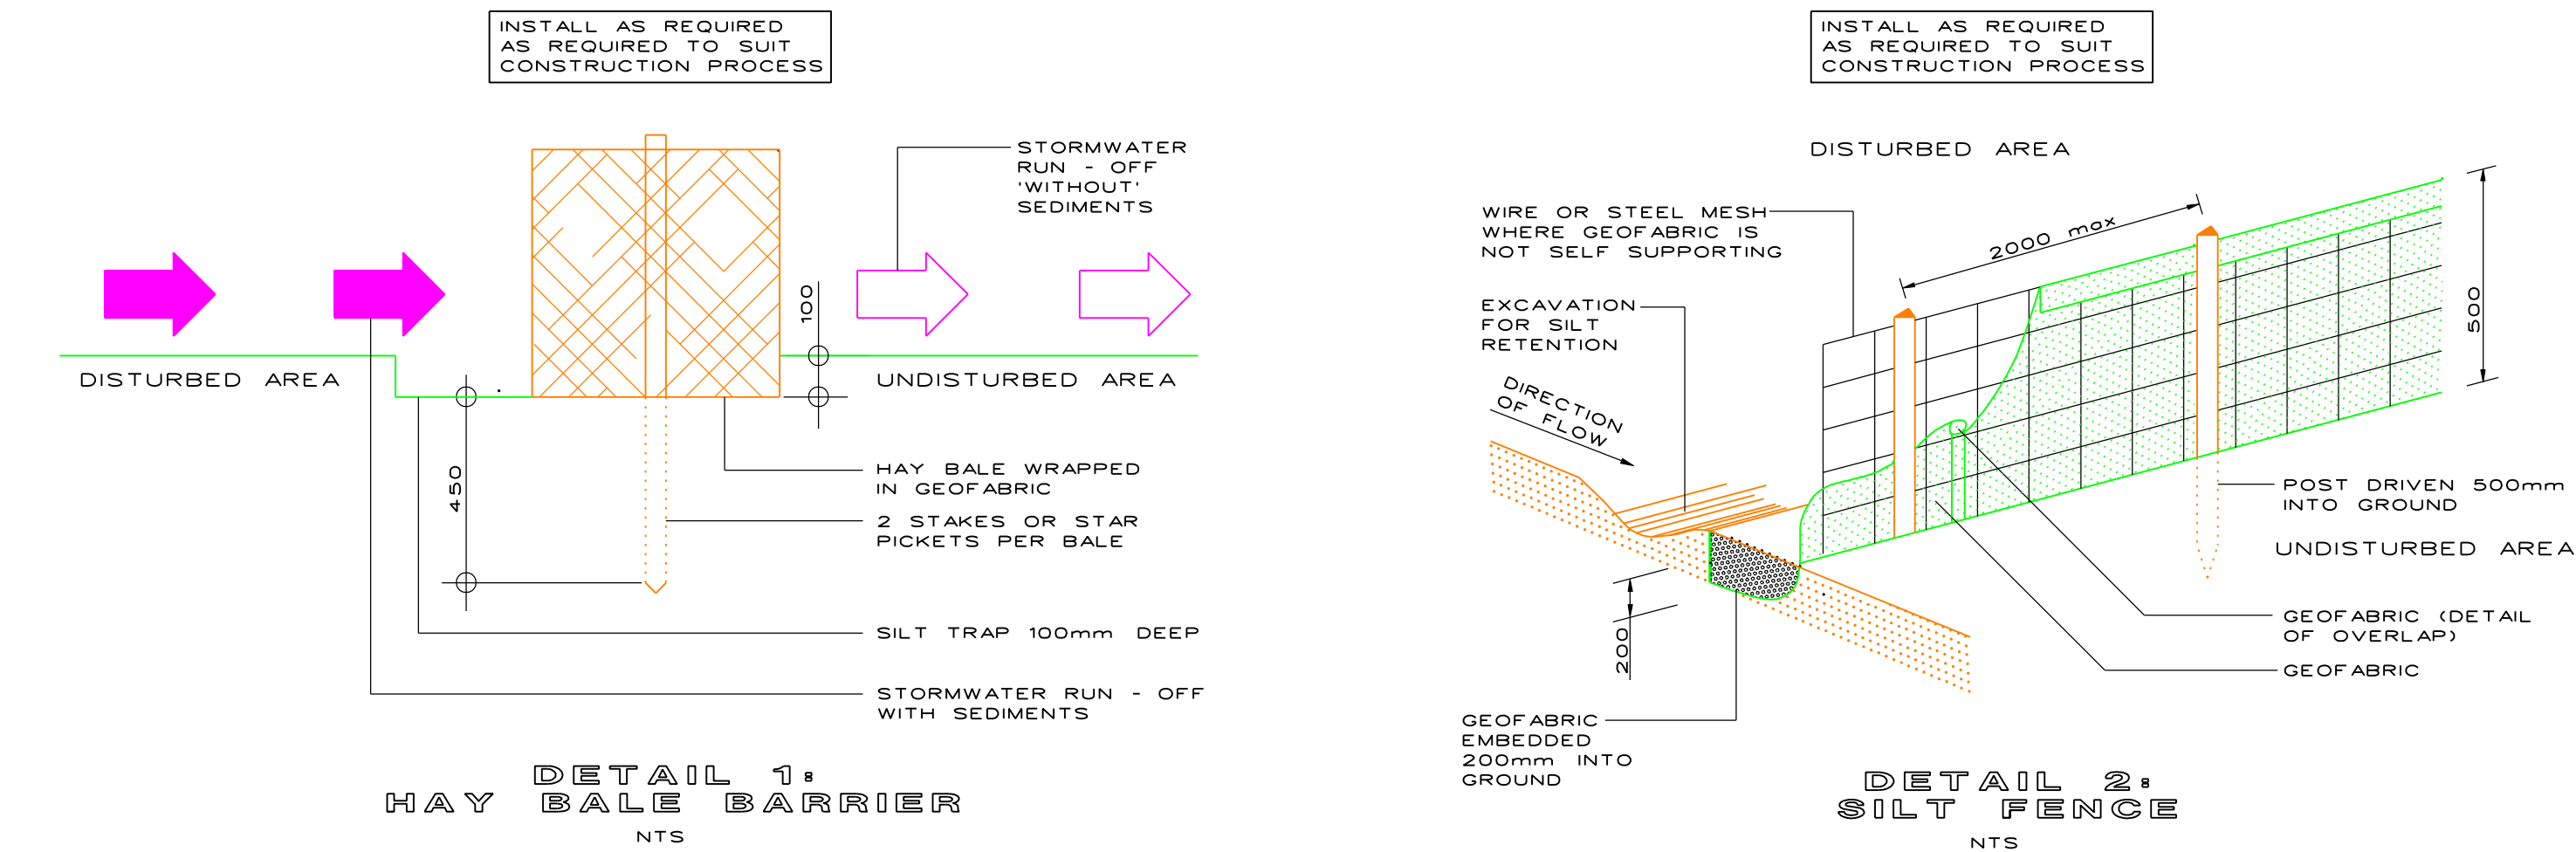 INSTALL AS REQUIRED
AS REQUIRED TO SUIT
CONSTRUCTION PROCESS
STORMWATER
RUN - OFF
'WITHOUT'
SEDIMENTS
100
DISTURBED AREA
UNDISTURBED AREA
450
HAY BALE WRAPPED
IN GEOFABRIC
2 STAKES OR STAR
PICKETS PER BALE
SILT TRAP 100mm DEEP
STORMWATER RUN - OFF
WITH SEDIMENTS
DETAIL 1:
HAY BALE BARRIER
NTS
INSTALL AS REQUIRED
AS REQUIRED TO SUIT
CONSTRUCTION PROCESS
DISTURBED AREA
WIRE OR STEEL MESH
WHERE GEOFABRIC IS
NOT SELF SUPPORTING
2000 max
500
EXCAVATION
FOR SILT
RETENTION
DIRECTION
OF FLOW
POST DRIVEN 500mm
INTO GROUND
UNDISTURBED AREA
GEOFABRIC (DETAIL
OF OVERLAP)
GEOFABRIC
200
GEOFABRIC
EMBEDDED
200mm INTO
GROUND
DETAIL 2:
SILT FENCE
NTS